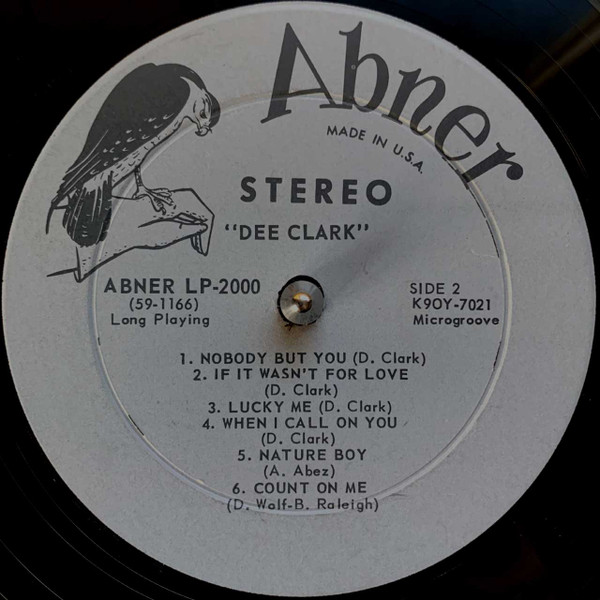 Abner
MADE IN U.S.A.
STEREO
"DEE CLARK"
ABNER LP-2000
(59-1166)
Long Playing
SIDE 2
K9OY-7021
Microgroove
1. NOBODY BUT YOU (D. Clark)
2. IF IT WASN'T FOR LOVE
(D. Clark)
3. LUCKY ME (D. Clark)
4. WHEN I CALL ON YOU
(D. Clark)
5. NATURE BOY
(A. Abez)
6. COUNT ON ME
(D. Wolf-B. Raleigh)